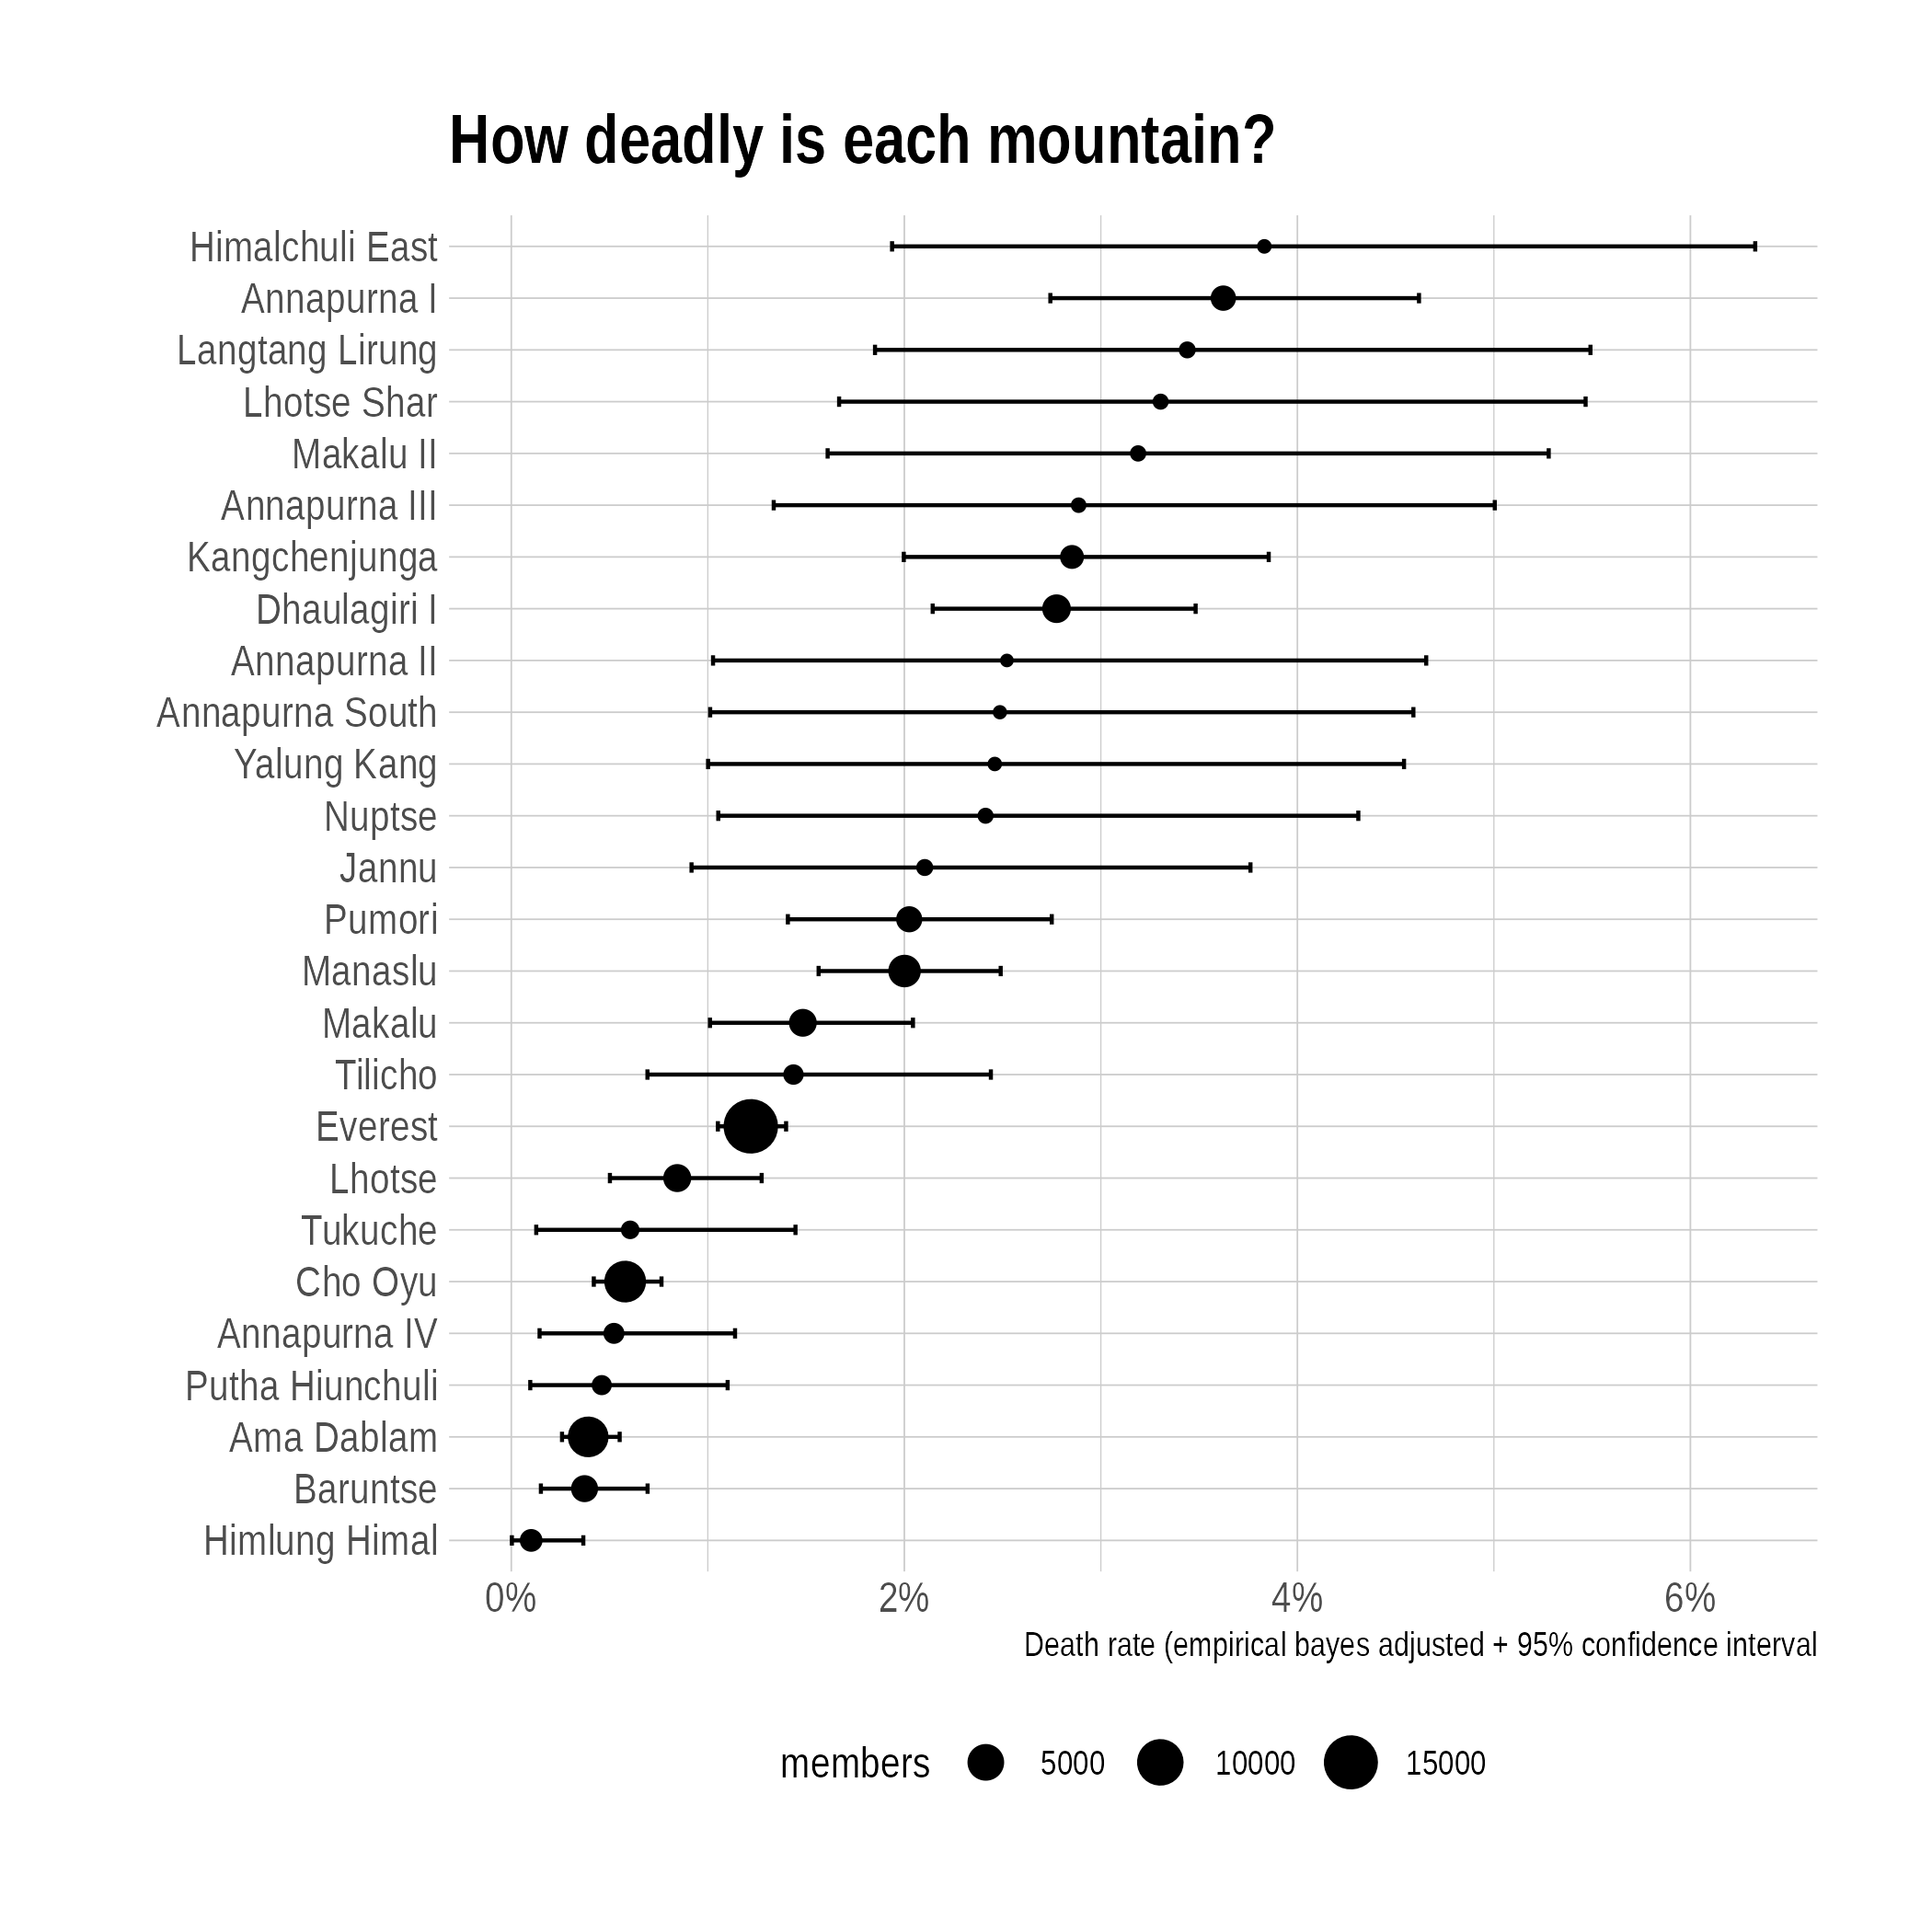 How deadly is each mountain?
Himalchuli East
Annapurna I
Langtang Lirung
Lhotse Shar
Makalu II
Annapurna III
Kangchenjunga
Dhaulagiri I
Annapurna II
Annapurna South
Yalung Kang
Nuptse
Jannu
Pumori
Manaslu
Makalu
Tilicho
Everest
Lhotse
Tukuche
Cho Oyu
Annapurna IV
Putha Hiunchuli
Ama Dablam
Baruntse
Himlung Himal
0% 2% 4% 6%
Death rate (empirical bayes adjusted + 95% confidence interval
members 5000 10000 15000